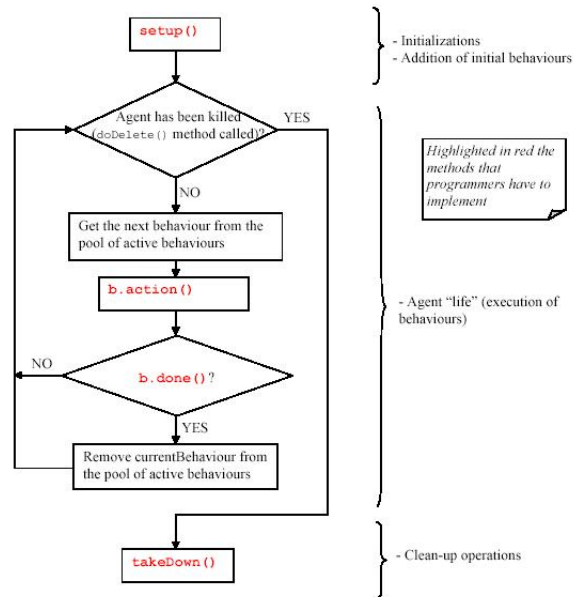 setup()
- Initializations
- Addition of initial behaviours
Agent has been killed
(doDelete() method called)?
YES
NO
Highlighted in red the
methods that
programmers have to
implement
Get the next behaviour from the
pool of active behaviours
b.action()
- Agent “life” (execution of
behaviours)
NO
b.done()?
YES
Remove currentBehaviour from
the pool of active behaviours
takeDown()
- Clean-up operations